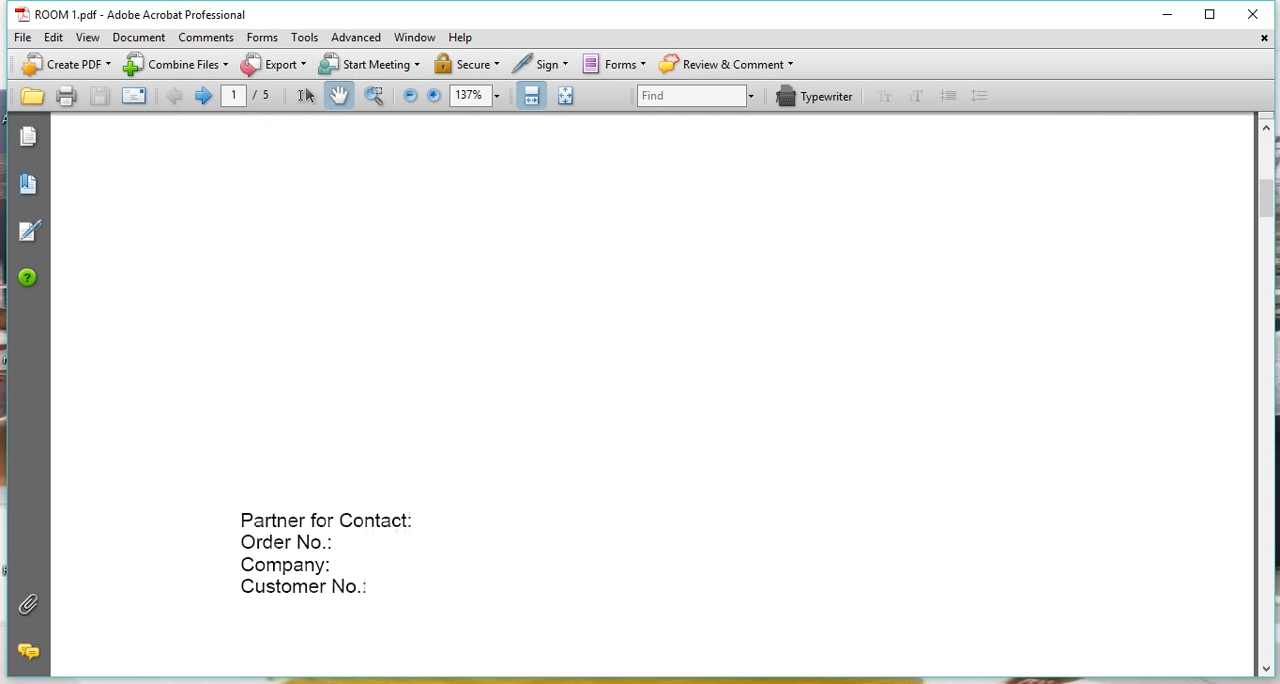 ROOM 1.pdf - Adobe Acrobat Professional
File Edit View Document Comments Forms Tools Advanced Window Help
Create PDF Combine Files Export Start Meeting Secure Sign Forms Review & Comment
1 / 5 137% Find Typewriter
Partner for Contact:
Order No.:
Company:
Customer No.: